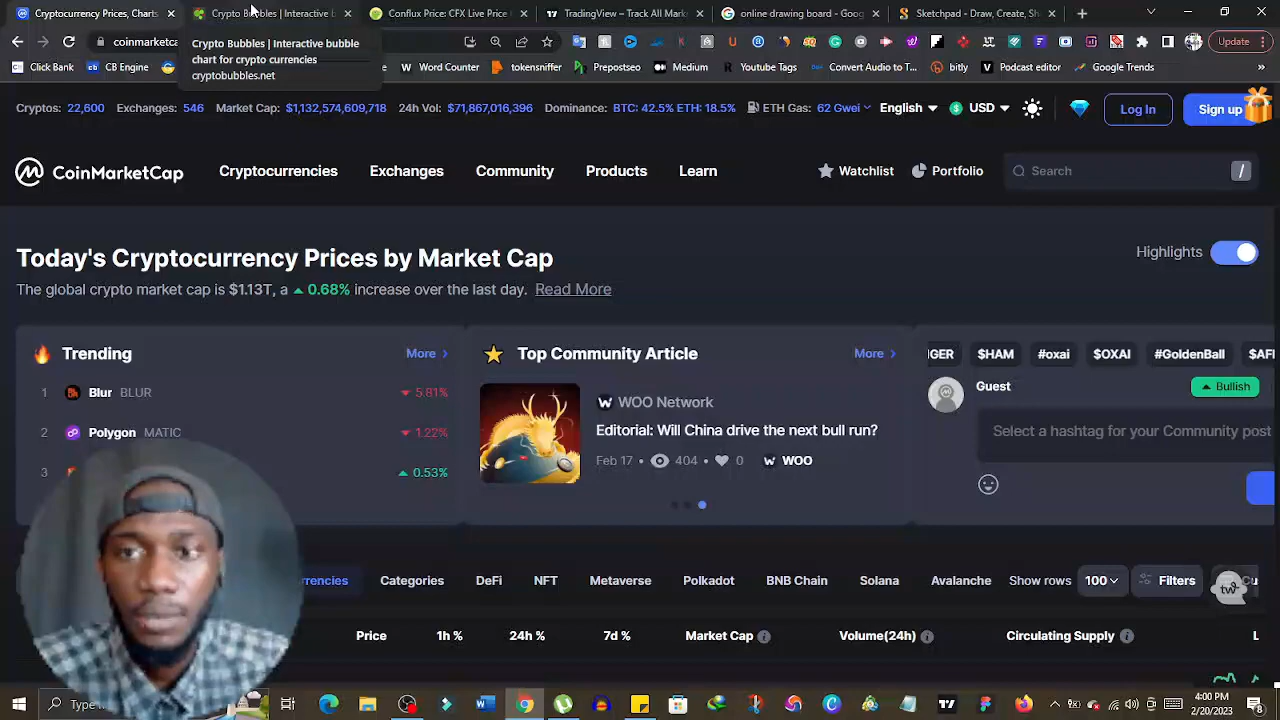 Cryptocurrency Prices, Charts
Crypto Bubbles | Interactive b
Conflux Price: CPX Live Price
TradingView – Track All Mark
online drawing board - Goog
Sketchpad - Draw, Create, Sh
coinmarketca
Update
Click Bank
CB Engine
Word Counter
tokensniffer
Prepostseo
Medium
Youtube Tags
Convert Audio to T...
bitty
Podcast editor
Google Trends
Crypto Bubbles | Interactive bubble
chart for crypto currencies
cryptobubbles.net
Cryptos: 22,600 Exchanges: 546 Market Cap: $1,132,574,609,718 24h Vol: $71,867,016,396 Dominance: BTC: 42.5% ETH: 18.5% ETH Gas: 62 Gwei English USD Log In Sign up
CoinMarketCap Cryptocurrencies Exchanges Community Products Learn Watchlist Portfolio Search /
Today's Cryptocurrency Prices by Market Cap
Highlights
The global crypto market cap is $1.13T, a 0.68% increase over the last day. Read More
Trending More
1 Blur BLUR 5.81%
2 Polygon MATIC 1.22%
3 0.53%
Top Community Article More
WOO Network
Editorial: Will China drive the next bull run?
Feb 17 • 404 • 0 WOO
$HAM #oxai $OXAI #GoldenBall
Guest Bullish
Select a hashtag for your Community post
rrencies Categories DeFi NFT Metaverse Polkadot BNB Chain Solana Avalanche Show rows 100 Filters
Price 1h % 24h % 7d % Market Cap Volume(24h) Circulating Supply L
4:00 PM
2/20/2023